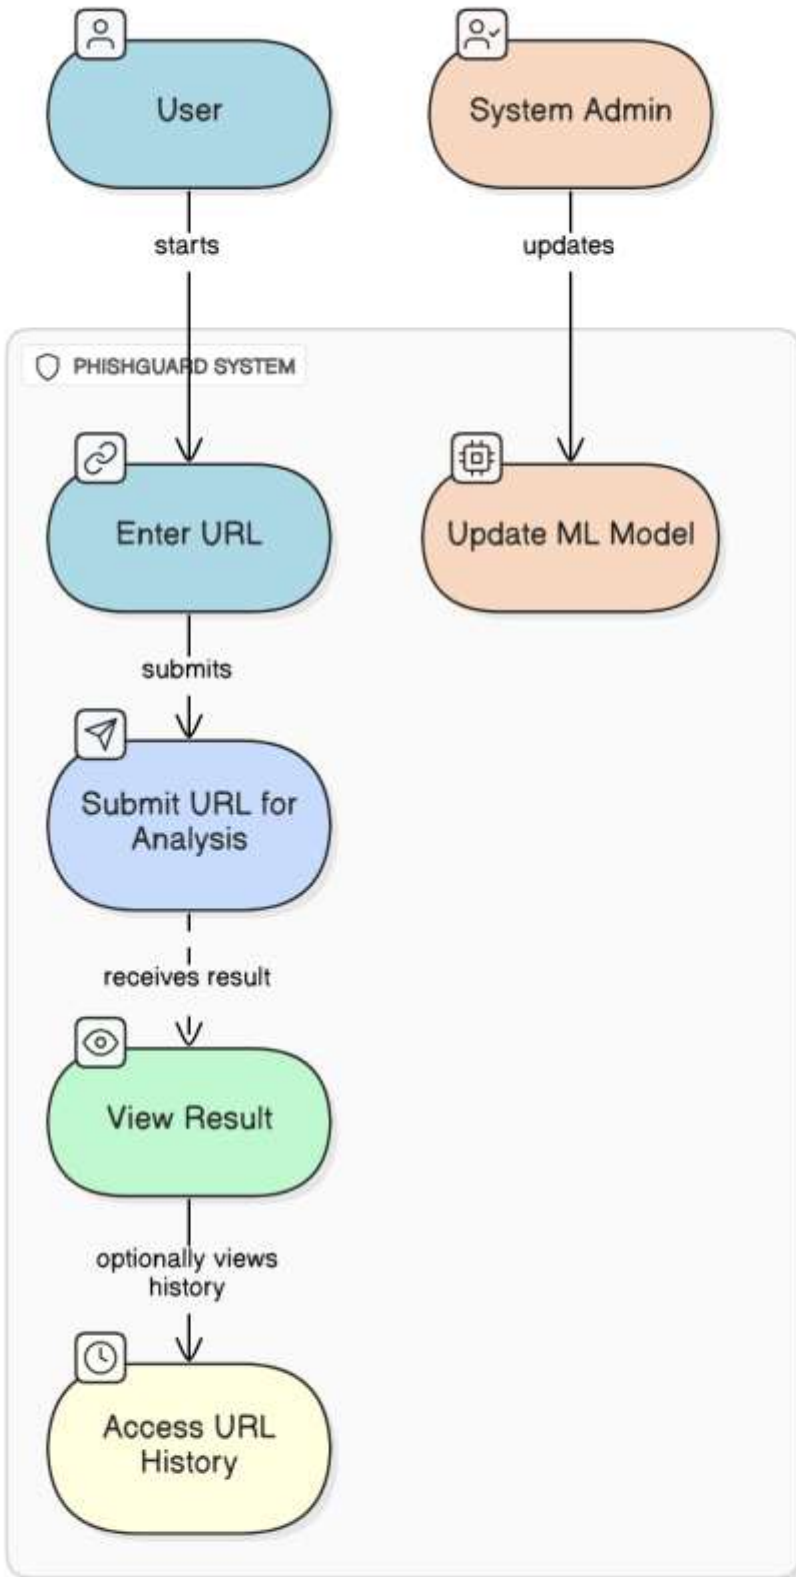 User
System Admin
starts
updates
PHISHGUARD SYSTEM
Enter URL
Update ML Model
submits
Submit URL for
Analysis
receives result
View Result
optionally views
history
Access URL
History